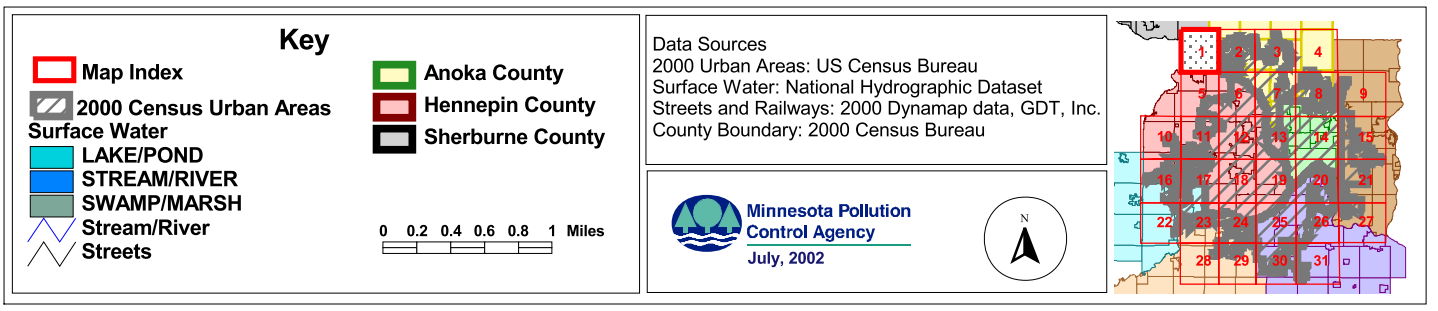 Key
Map Index
2000 Census Urban Areas
Surface Water
LAKE/POND
STREAM/RIVER
SWAMP/MARSH
Stream/River
Streets
Anoka County
Hennepin County
Sherburne County
0 0.2 0.4 0.6 0.8 1 Miles
Data Sources
2000 Urban Areas: US Census Bureau
Surface Water: National Hydrographic Dataset
Streets and Railways: 2000 Dynamap data, GDT, Inc.
County Boundary: 2000 Census Bureau
Minnesota Pollution
Control Agency
July, 2002
N
1 2 3 4
5 6 7 8 9
10 11 12 13 14 15
16 17 18 19 20 21
22 23 24 25 26 27
28 29 30 31